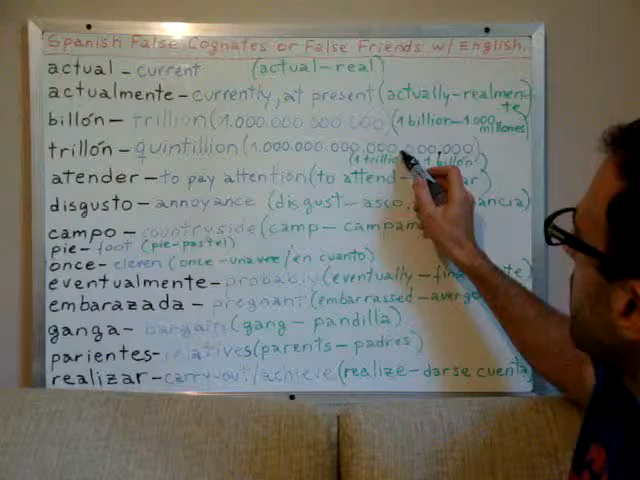 Spanish False Cognates or False Friends w/ English.
actual - current (actual-real)
actualmente - currently, at present (actually-realmen-
te
billón - trillion (1.000.000.000.000) (1 billion-1.000
millones)
trillón - quintillion (1.000.000.000.000.000.000)
(1 trillion 1 billón)
atender - to pay attention (to attend
disgusto - annoyance (disgust-asco,
campo - countryside (camp-
pie - foot (pie-pastel)
once - eleven (once-una vez/en cuanto)
eventualmente - probably (eventually-
embarazada - pregnant (embarrassed-
ganga - bargain (gang - pandilla)
parientes - relatives (parents - padres)
realizar - carry-out/achieve (realize-darse cuenta)